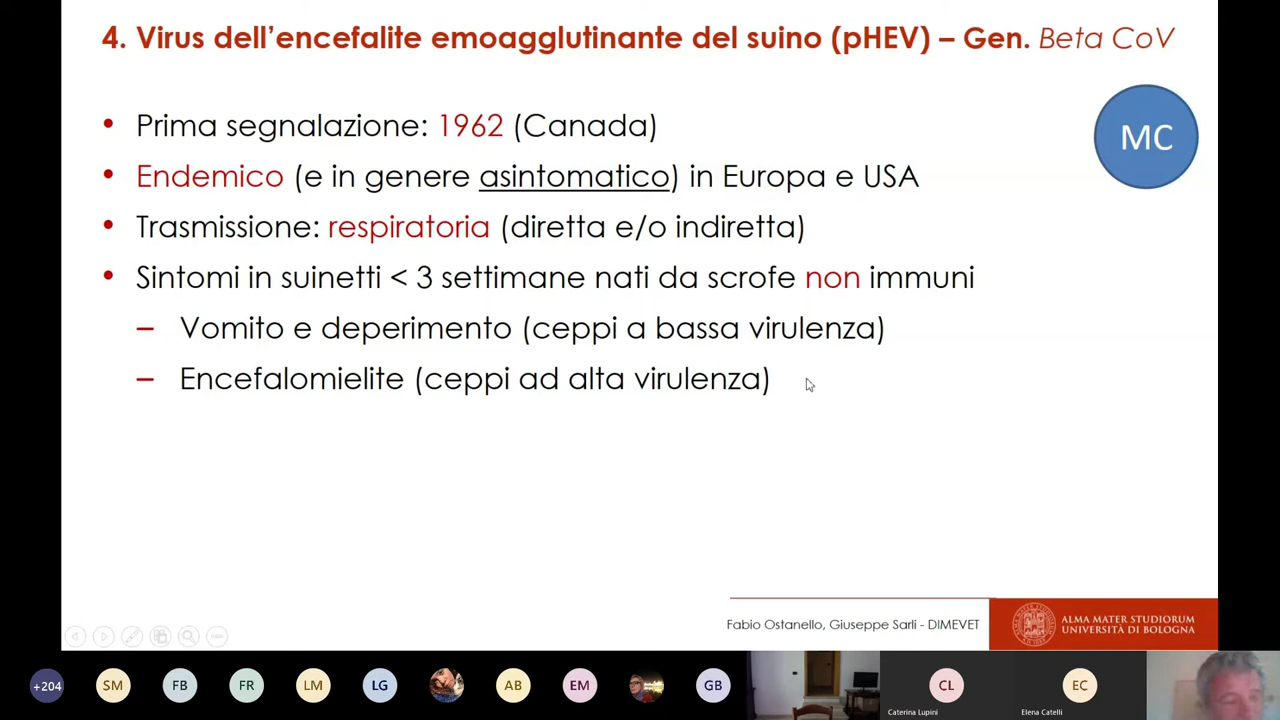 4. Virus dell’encefalite emoagglutinante del suino (pHEV) – Gen. Beta CoV
MC
• Prima segnalazione: 1962 (Canada)
• Endemico (e in genere asintomatico) in Europa e USA
• Trasmissione: respiratoria (diretta e/o indiretta)
• Sintomi in suinetti < 3 settimane nati da scrofe non immuni
– Vomito e deperimento (ceppi a bassa virulenza)
– Encefalomielite (ceppi ad alta virulenza)
Fabio Ostanello, Giuseppe Sarli - DIMEVET
ALMA MATER STUDIORUM
UNIVERSITÀ DI BOLOGNA
+204 SM FB FR LM LG AB EM GB CL EC
Caterina Lupini Elena Catelli